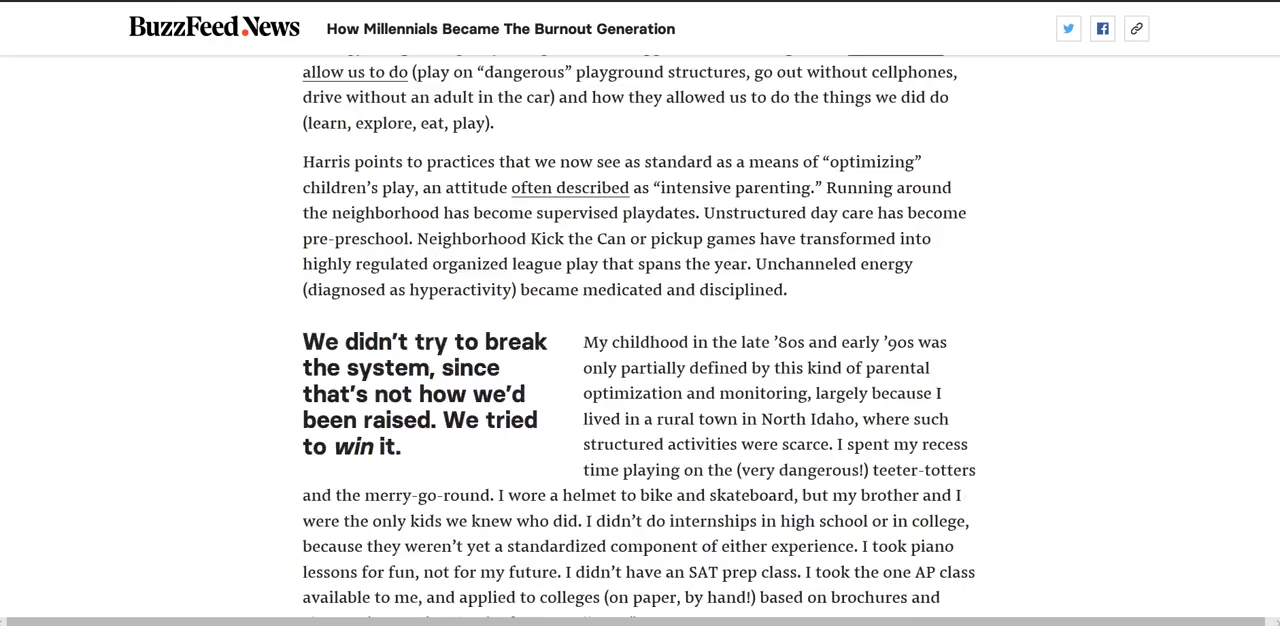 BuzzFeed News
How Millennials Became The Burnout Generation
allow us to do (play on “dangerous” playground structures, go out without cellphones,
drive without an adult in the car) and how they allowed us to do the things we did do
(learn, explore, eat, play).
Harris points to practices that we now see as standard as a means of “optimizing”
children’s play, an attitude often described as “intensive parenting.” Running around
the neighborhood has become supervised playdates. Unstructured day care has become
pre-preschool. Neighborhood Kick the Can or pickup games have transformed into
highly regulated organized league play that spans the year. Unchanneled energy
(diagnosed as hyperactivity) became medicated and disciplined.
We didn’t try to break
the system, since
that’s not how we’d
been raised. We tried
to win it.
My childhood in the late ’80s and early ’90s was
only partially defined by this kind of parental
optimization and monitoring, largely because I
lived in a rural town in North Idaho, where such
structured activities were scarce. I spent my recess
time playing on the (very dangerous!) teeter-totters
and the merry-go-round. I wore a helmet to bike and skateboard, but my brother and I
were the only kids we knew who did. I didn’t do internships in high school or in college,
because they weren’t yet a standardized component of either experience. I took piano
lessons for fun, not for my future. I didn’t have an SAT prep class. I took the one AP class
available to me, and applied to colleges (on paper, by hand!) based on brochures and